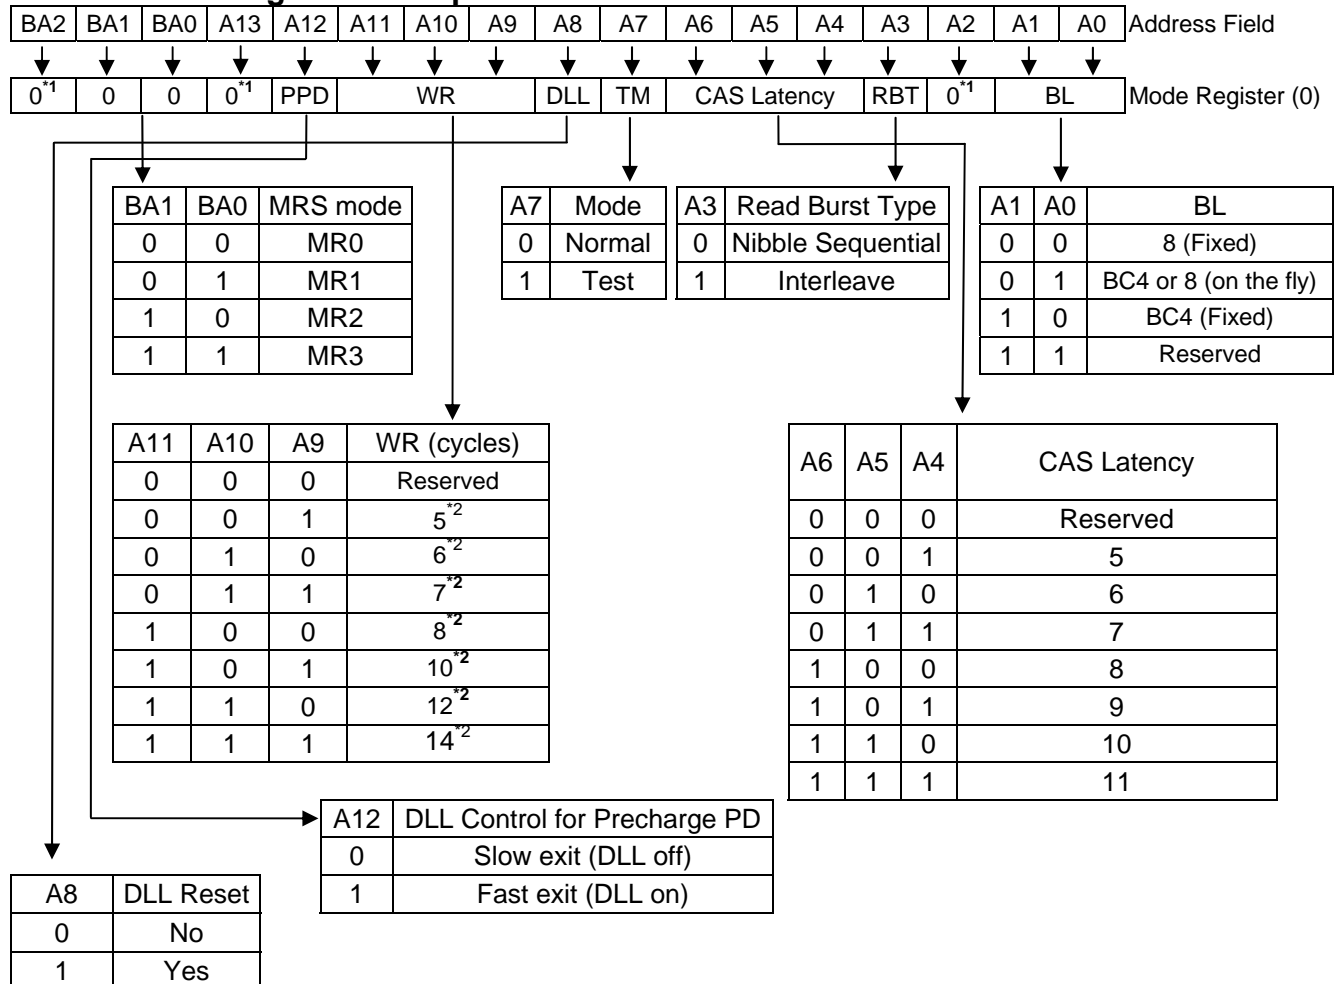 BA2 BA1 BA0 A13 A12 A11 A10 A9 A8 A7 A6 A5 A4 A3 A2 A1 A0 Address Field
0*1 0 0 0*1 PPD WR DLL TM CAS Latency RBT 0*1 BL Mode Register (0)
BA1 BA0 MRS mode
0 0 MR0
0 1 MR1
1 0 MR2
1 1 MR3
A7 Mode
0 Normal
1 Test
A3 Read Burst Type
0 Nibble Sequential
1 Interleave
A1 A0 BL
0 0 8 (Fixed)
0 1 BC4 or 8 (on the fly)
1 0 BC4 (Fixed)
1 1 Reserved
A11 A10 A9 WR (cycles)
0 0 0 Reserved
0 0 1 5*2
0 1 0 6*2
0 1 1 7*2
1 0 0 8*2
1 0 1 10*2
1 1 0 12*2
1 1 1 14*2
A6 A5 A4 CAS Latency
0 0 0 Reserved
0 0 1 5
0 1 0 6
0 1 1 7
1 0 0 8
1 0 1 9
1 1 0 10
1 1 1 11
A12 DLL Control for Precharge PD
0 Slow exit (DLL off)
1 Fast exit (DLL on)
A8 DLL Reset
0 No
1 Yes